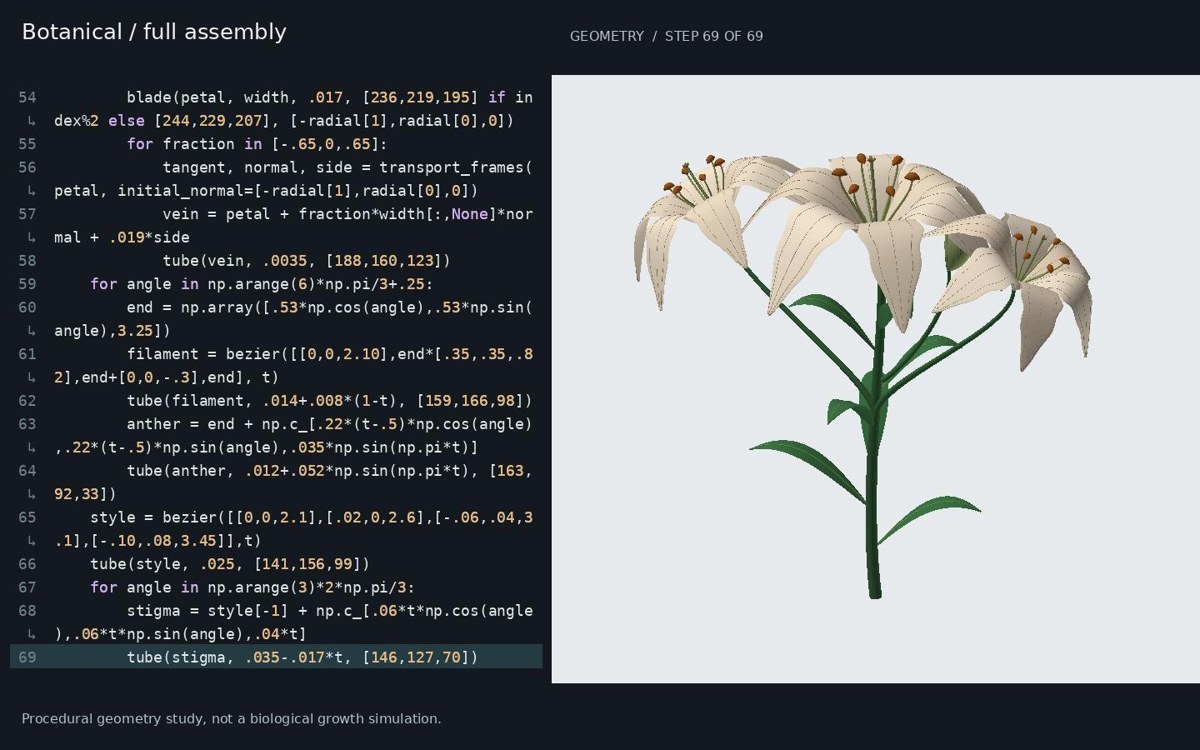 Botanical / full assembly
GEOMETRY / STEP 69 OF 69
54         blade(petal, width, .017, [236,219,195] if in
↳ dex%2 else [244,229,207], [-radial[1],radial[0],0])
55         for fraction in [-.65,0,.65]:
56             tangent, normal, side = transport_frames(
↳ petal, initial_normal=[-radial[1],radial[0],0])
57             vein = petal + fraction*width[:,None]*nor
↳ mal + .019*side
58             tube(vein, .0035, [188,160,123])
59     for angle in np.arange(6)*np.pi/3+.25:
60         end = np.array([.53*np.cos(angle),.53*np.sin(
↳ angle),3.25])
61         filament = bezier([[0,0,2.10],end*[.35,.35,.8
↳ 2],end+[0,0,-.3],end], t)
62         tube(filament, .014+.008*(1-t), [159,166,98])
63         anther = end + np.c_[.22*(t-.5)*np.cos(angle)
↳ ,.22*(t-.5)*np.sin(angle),.035*np.sin(np.pi*t)]
64         tube(anther, .012+.052*np.sin(np.pi*t), [163,
↳ 92,33])
65     style = bezier([[0,0,2.1],[.02,0,2.6],[-.06,.04,3
↳ .1],[-.10,.08,3.45]],t)
66     tube(style, .025, [141,156,99])
67     for angle in np.arange(3)*2*np.pi/3:
68         stigma = style[-1] + np.c_[.06*t*np.cos(angle
↳ ),.06*t*np.sin(angle),.04*t]
69         tube(stigma, .035-.017*t, [146,127,70])
Procedural geometry study, not a biological growth simulation.